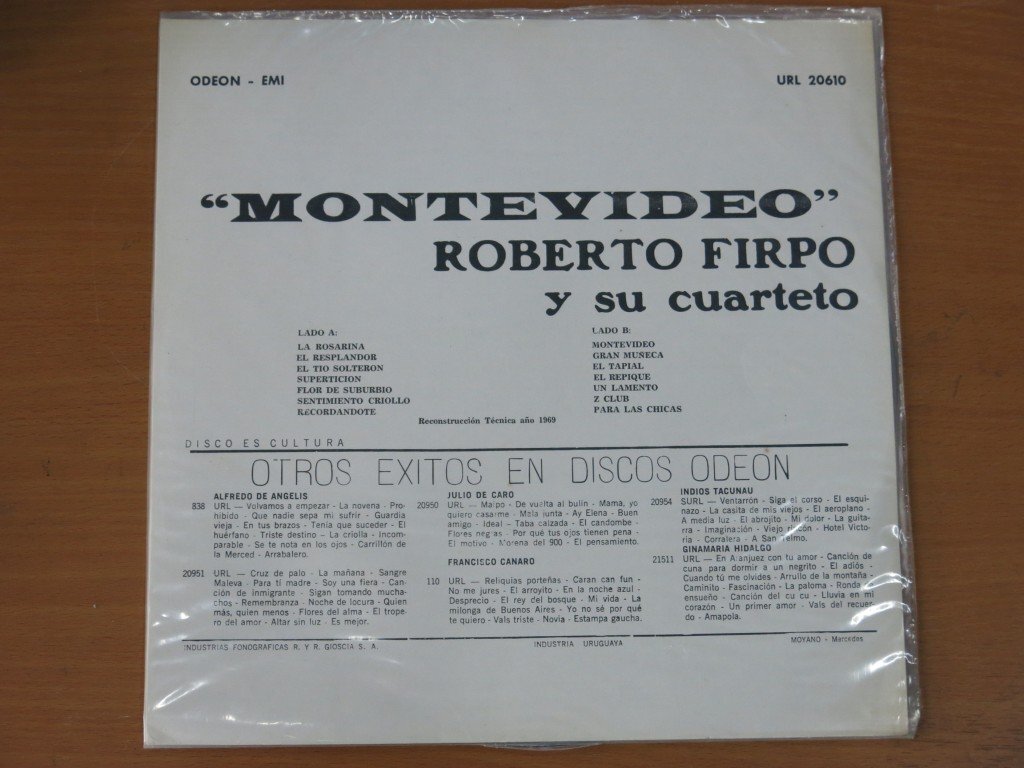 ODEON - EMI
URL 20610
"MONTEVIDEO"
ROBERTO FIRPO
y su cuarteto
LADO A:
LA ROSARINA
EL RESPLANDOR
EL TIO SOLTERON
SUPERTICION
FLOR DE SUBURBIO
SENTIMIENTO CRIOLLO
RECORDANDOTE
LADO B:
MONTEVIDEO
GRAN MUÑECA
EL TAPIAL
EL REPIQUE
UN LAMENTO
Z CLUB
PARA LAS CHICAS
Reconstrucción Técnica año 1969
DISCO ES CULTURA
OTROS EXITOS EN DISCOS ODEON
ALFREDO DE ANGELIS
838 URL — Volvamos a empezar - La novena - Pro-
hibido - Que nadie sepa mi sufrir - Guardia
vieja - En tus brazos - Tenía que suceder - El
huérfano - Triste destino - La criolla - Incom-
parable - Se te nota en los ojos - Carrillón de
la Merced - Arrabalero.
20951 URL — Cruz de palo - La mañana - Sangre
Maleva - Para tí madre - Soy una fiera - Can-
ción de inmigrante - Sigan tomando mucha-
chos - Remembranza - Noche de locura - Quien
más, quien menos - Flores del alma - El trope-
ro del amor - Altar sin luz - Es mejor.
JULIO DE CARO
20950 URL — Maipo - De vuelta al bulín - Mama, yo
quiero casarme - Mala junta - Ay Elena - Buen
amigo - Ideal - Taba calzada - El candombe -
Flores negras - Por qué tus ojos tienen pena -
El motivo - Morena del 900 - El pensamiento.
FRANCISCO CANARO
110 URL — Reliquias porteñas - Caran can fun -
No me jures - El arroyito - En la noche azul -
Desprecio - El rey del bosque - Mi vida - La
milonga de Buenos Aires - Yo no sé por qué
te quiero - Vals triste - Novia - Estampa gaucha.
INDIOS TACUNAU
20954 SURL — Ventarrón - Siga el corso - El esqui-
nazo - La casita de mis viejos - El aeroplano -
A media luz - El abrojito - Mi dolor - La guita-
rra - Imaginación - Viejo rincón - Hotel Victo-
ria - Corralera - A San Telmo.
GINAMARIA HIDALGO
21511 URL — En Aranjuez con tu amor - Canción de
cuna para dormir a un negrito - El adiós -
Cuando tú me olvides - Arrullo de la montaña -
Caminito - Fascinación - La paloma - Ronda
ensueño - Canción del cu cu - Lluvia en mi
corazón - Un primer amor - Vals del recuer-
do - Amapola.
INDUSTRIAS FONOGRAFICAS R. Y R. GIOSCIA S. A.
INDUSTRIA URUGUAYA
MOYANO - Mercedes